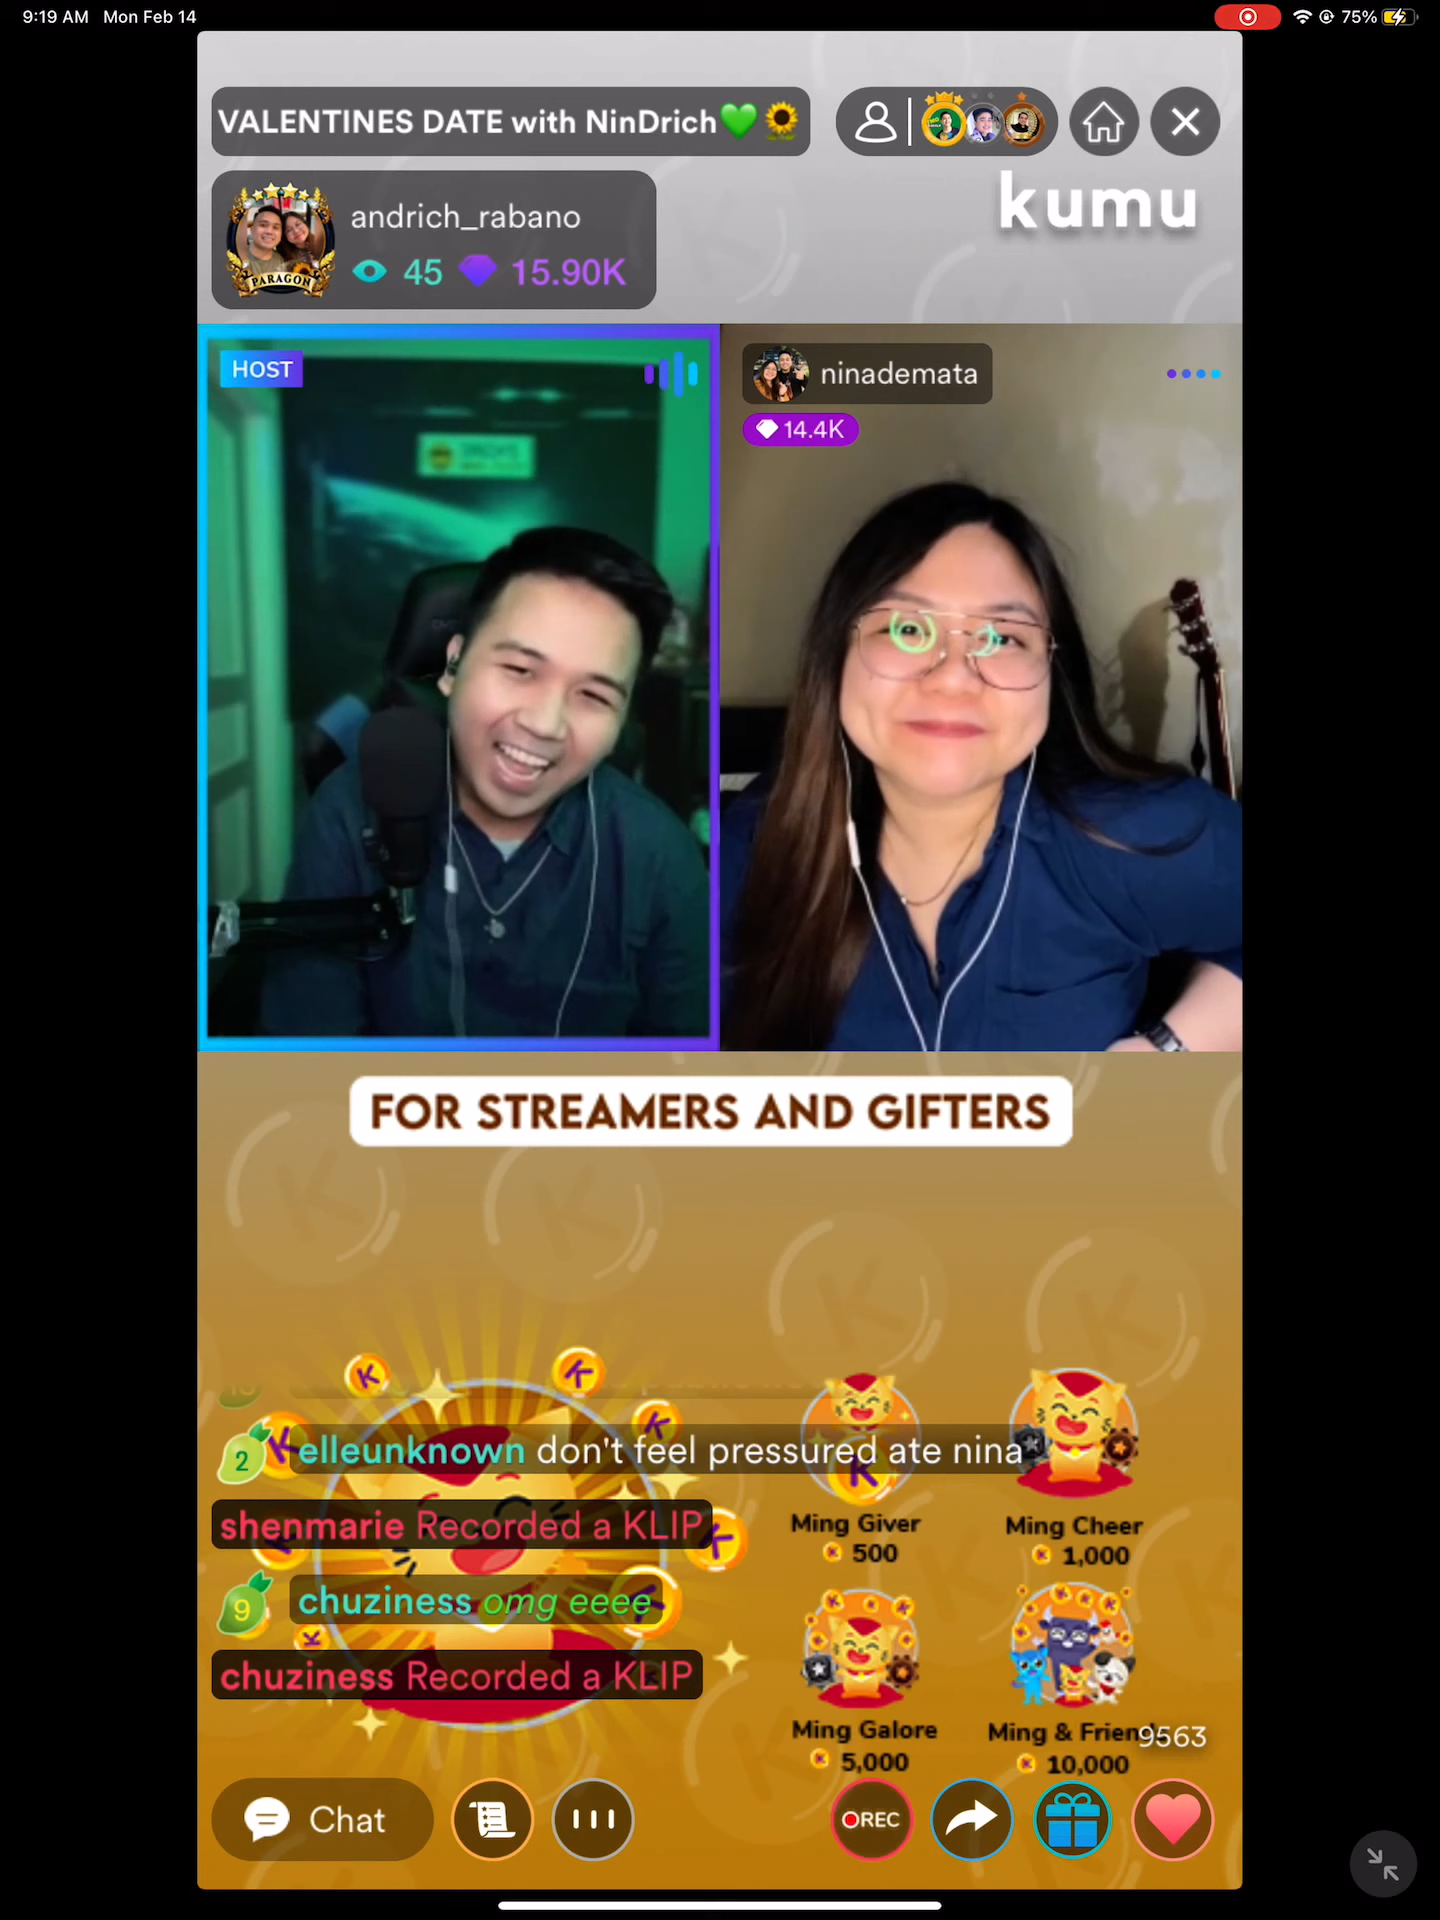 9:19 AM Mon Feb 14
75%
VALENTINES DATE with NinDrich💚🌻
andrich_rabano
PARAGON
45 15.90K
kumu
HOST
ninademata
14.4K
FOR STREAMERS AND GIFTERS
2 elleunknown don't feel pressured ate nina
shenmarie Recorded a KLIP
9 chuziness omg eeee
chuziness Recorded a KLIP
Ming Giver
500
Ming Cheer
1,000
Ming Galore
5,000
Ming & Friend
10,000
9563
Chat
REC